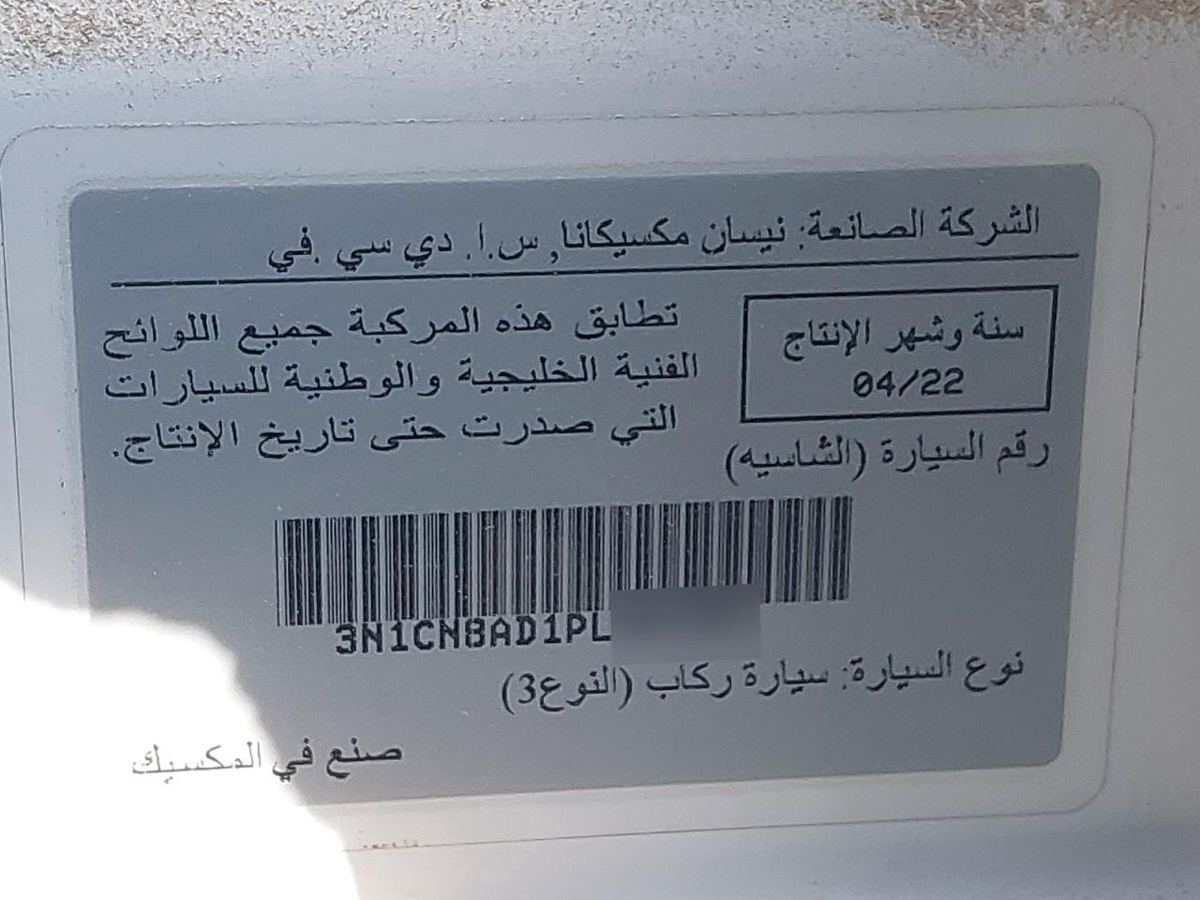 الشركة الصانعة: نيسان مكسيكانا, س.ا. دي سي .في
سنة وشهر الإنتاج
04/22
تطابق هذه المركبة جميع اللوائح
الفنية الخليجية والوطنية للسيارات
التي صدرت حتى تاريخ الإنتاج.
رقم السيارة (الشاسيه)
3N1CN8AD1PL
نوع السيارة: سيارة ركاب (النوع3)
صنع في المكسيك